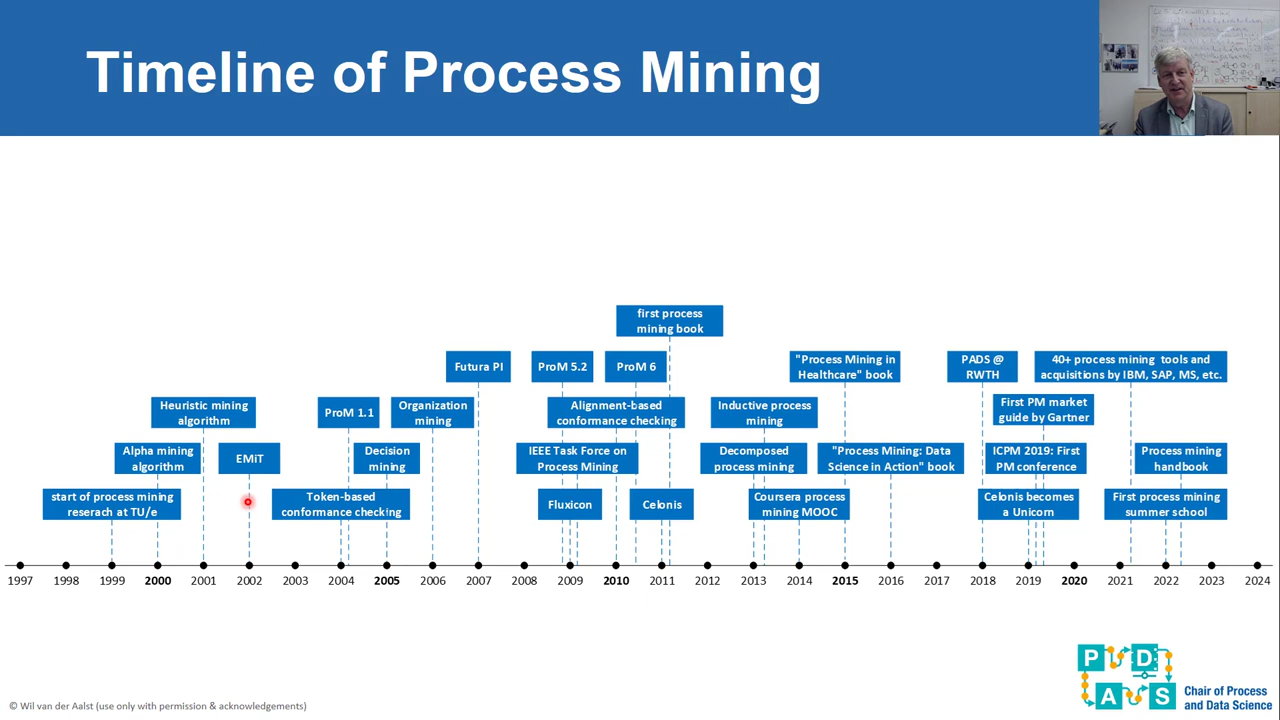 Timeline of Process Mining
first process
mining book
Futura PI
ProM 5.2
ProM 6
"Process Mining in
Healthcare" book
PADS @
RWTH
40+ process mining tools and
acquisitions by IBM, SAP, MS, etc.
Heuristic mining
algorithm
ProM 1.1
Organization
mining
Alignment-based
conformance checking
Inductive process
mining
First PM market
guide by Gartner
Alpha mining
algorithm
EMiT
Decision
mining
IEEE Task Force on
Process Mining
Decomposed
process mining
"Process Mining: Data
Science in Action" book
ICPM 2019: First
PM conference
Process mining
handbook
start of process mining
reserach at TU/e
Token-based
conformance checking
Fluxicon
Celonis
Coursera process
mining MOOC
Celonis becomes
a Unicorn
First process mining
summer school
1997 1998 1999 2000 2001 2002 2003 2004 2005 2006 2007 2008 2009 2010 2011 2012 2013 2014 2015 2016 2017 2018 2019 2020 2021 2022 2023 2024
P D
A S
Chair of Process
and Data Science
© Wil van der Aalst (use only with permission & acknowledgements)